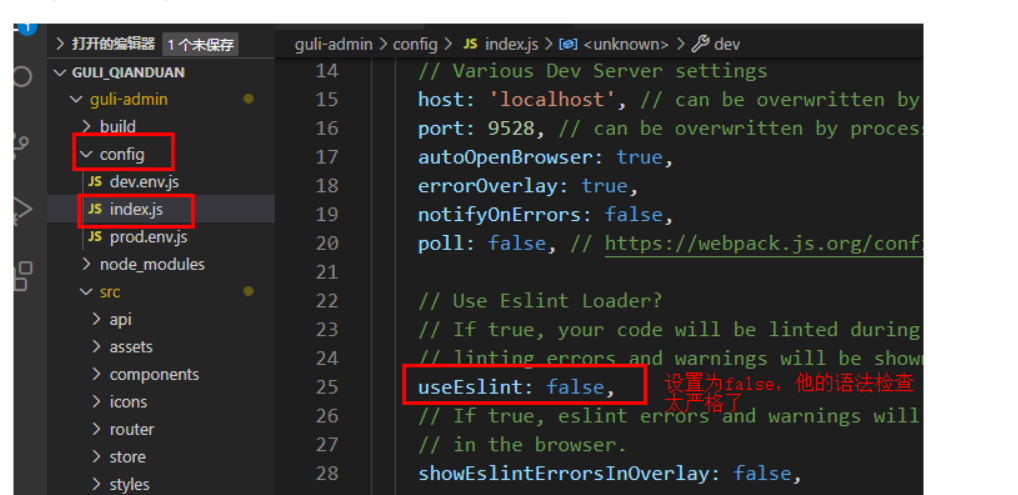 1
打开的编辑器 1 个未保存
GULI_QIANDUAN
guli-admin
build
config
JS dev.env.js
JS index.js
JS prod.env.js
node_modules
src
api
assets
components
icons
router
store
styles
guli-admin > config > JS index.js > <unknown> > dev
14 // Various Dev Server settings
15 host: 'localhost', // can be overwritten by
16 port: 9528, // can be overwritten by process
17 autoOpenBrowser: true,
18 errorOverlay: true,
19 notifyOnErrors: false,
20 poll: false, // https://webpack.js.org/conf
21
22 // Use Eslint Loader?
23 // If true, your code will be linted during
24 // linting errors and warnings will be show
25 useEslint: false,
设置为false，他的语法检查
太严格了
26 // If true, eslint errors and warnings will
27 // in the browser.
28 showEslintErrorsInOverlay: false,